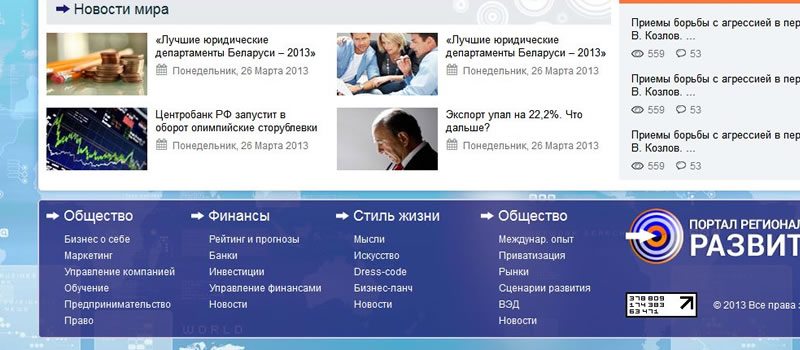 Новости мира
«Лучшие юридические
департаменты Беларуси – 2013»
Понедельник, 26 Марта 2013
«Лучшие юридические
департаменты Беларуси – 2013»
Понедельник, 26 Марта 2013
Центробанк РФ запустит в
оборот олимпийские сторублевки
Понедельник, 26 Марта 2013
Экспорт упал на 22,2%. Что
дальше?
Понедельник, 26 Марта 2013
Приемы борьбы с агрессией в пер
В. Козлов. ...
559 53
Приемы борьбы с агрессией в пер
В. Козлов. ...
559 53
Приемы борьбы с агрессией в пер
В. Козлов. ...
559 53
Общество
Бизнес о себе
Маркетинг
Управление компанией
Обучение
Предпринимательство
Право
Финансы
Рейтинг и прогнозы
Банки
Инвестиции
Управление финансами
Новости
Стиль жизни
Мысли
Искусство
Dress-code
Бизнес-ланч
Новости
Общество
Междунар. опыт
Приватизация
Рынки
Сценарии развития
ВЭД
Новости
ПОРТАЛ РЕГИОНАЛ
РАЗВИТ
378 809
174 383
63 471
© 2013 Все права з
WORLD